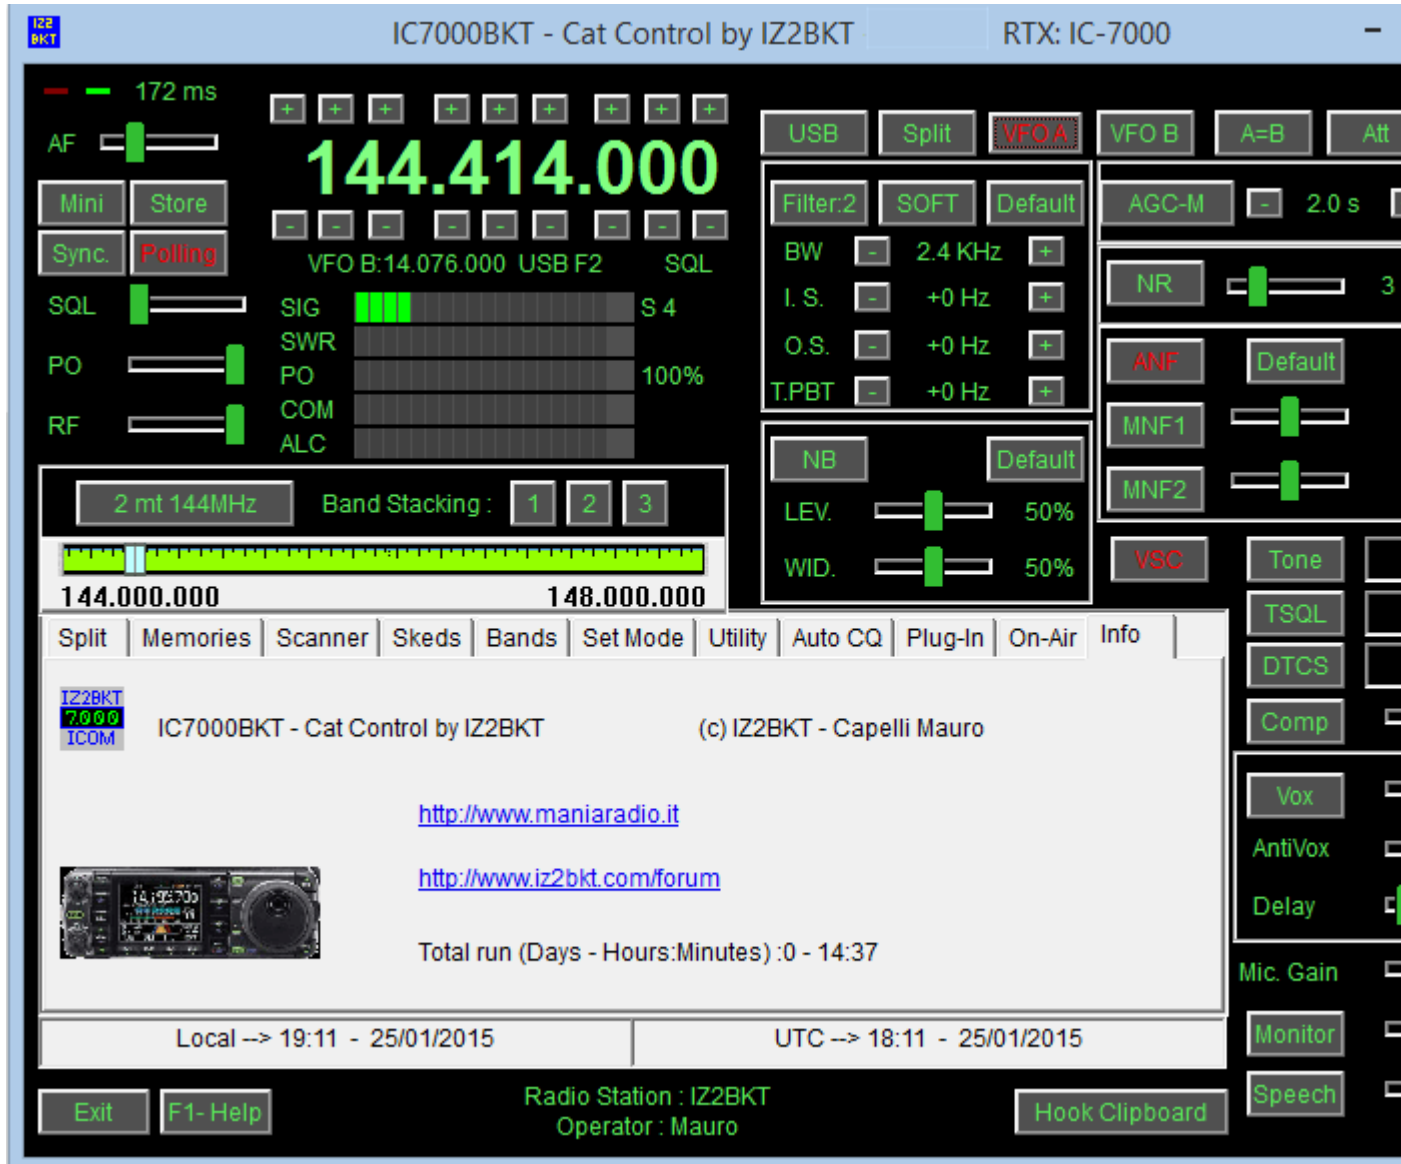 IZ2
BKT
IC7000BKT - Cat Control by IZ2BKT RTX: IC-7000 –
172 ms
+ + + + + + + + +
AF
144.414.000
USB Split VFO A VFO B A=B Att
Mini Store
- - - - - - - - -
Filter:2 SOFT Default
AGC-M - 2.0 s
Sync. Polling
VFO B:14.076.000 USB F2 SQL
BW - 2.4 KHz +
NR 3
SQL
SIG S 4
I. S. - +0 Hz +
SWR
O.S. - +0 Hz +
ANF Default
PO
PO 100%
T.PBT - +0 Hz +
RF
COM
MNF1
ALC
NB Default
MNF2
2 mt 144MHz Band Stacking : 1 2 3
LEV. 50%
WID. 50%
VSC Tone
144.000.000 148.000.000
TSQL
Split Memories Scanner Skeds Bands Set Mode Utility Auto CQ Plug-In On-Air Info
DTCS
IZ2BKT
7.000
ICOM
IC7000BKT - Cat Control by IZ2BKT (c) IZ2BKT - Capelli Mauro
Comp
http://www.maniaradio.it
Vox
AntiVox
http://www.iz2bkt.com/forum
Delay
Total run (Days - Hours:Minutes) :0 - 14:37
Mic. Gain
Local --> 19:11 - 25/01/2015 UTC --> 18:11 - 25/01/2015
Monitor
Exit F1- Help
Radio Station : IZ2BKT
Operator : Mauro
Hook Clipboard
Speech